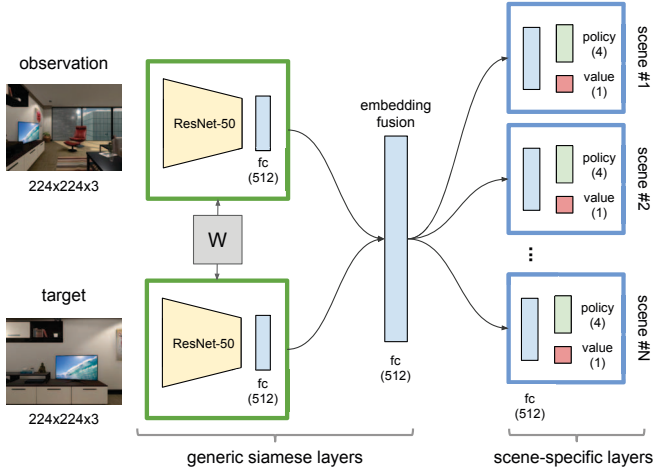 observation
224x224x3
ResNet-50
fc
(512)
W
target
224x224x3
ResNet-50
fc
(512)
embedding
fusion
fc
(512)
policy
(4)
value
(1)
scene #1
policy
(4)
value
(1)
scene #2
...
policy
(4)
value
(1)
scene #N
fc
(512)
generic siamese layers
scene-specific layers